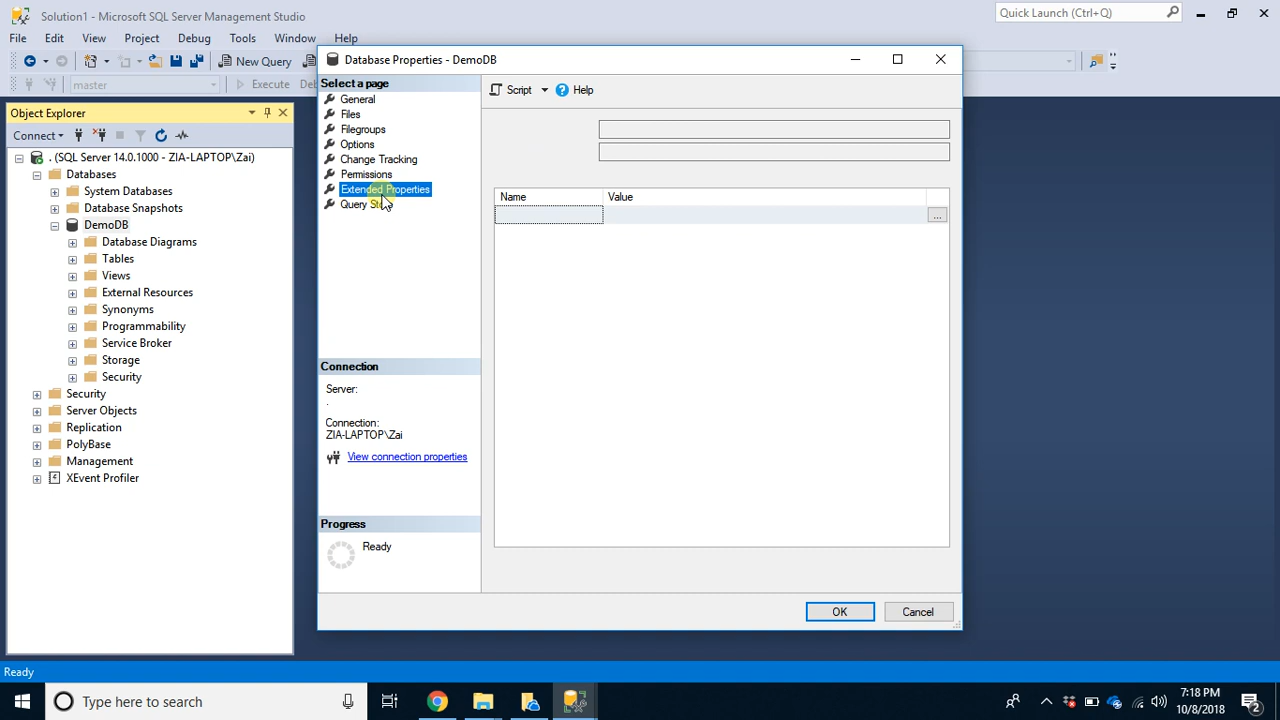 Solution1 - Microsoft SQL Server Management Studio
Quick Launch (Ctrl+Q)
File Edit View Project Debug Tools Window Help
New Query
master
Execute Deb
Object Explorer
Connect
. (SQL Server 14.0.1000 - ZIA-LAPTOP\Zai)
Databases
System Databases
Database Snapshots
DemoDB
Database Diagrams
Tables
Views
External Resources
Synonyms
Programmability
Service Broker
Storage
Security
Security
Server Objects
Replication
PolyBase
Management
XEvent Profiler
Database Properties - DemoDB
Select a page
General
Files
Filegroups
Options
Change Tracking
Permissions
Extended Properties
Query
Connection
Server:
.
Connection:
ZIA-LAPTOP\Zai
View connection properties
Progress
Ready
Script Help
Name Value
...
OK Cancel
Ready
Type here to search
7:18 PM
10/8/2018
2